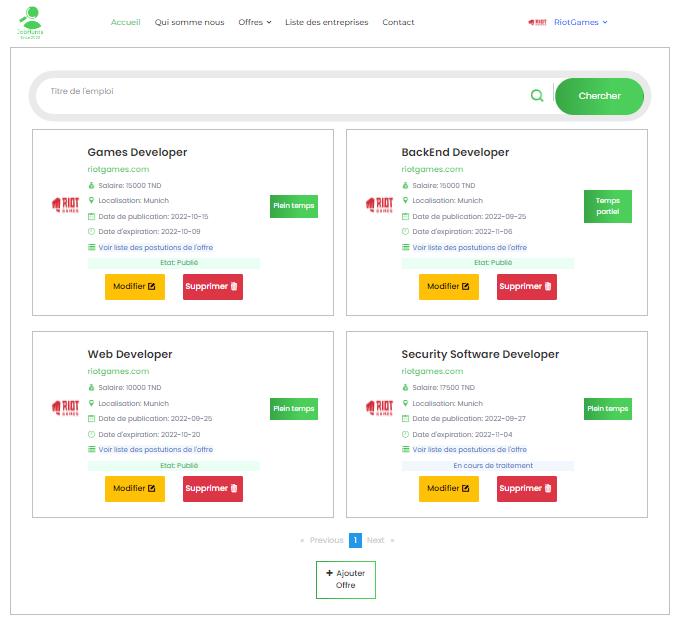 JobHunte
Since 2022
Accueil Qui somme nous Offres Liste des entreprises Contact RiotGames
Titre de l'emploi Chercher
Games Developer
riotgames.com
Salaire: 15000 TND
Localisation: Munich
Date de publication: 2022-10-15
Date d'expiration: 2022-10-09
Voir liste des postutions de l'offre
Etat: Publié
Modifier Supprimer
RIOT
GAMES
Plein temps
BackEnd Developer
riotgames.com
Salaire: 15000 TND
Localisation: Munich
Date de publication: 2022-09-25
Date d'expiration: 2022-11-06
Voir liste des postutions de l'offre
Etat: Publié
Modifier Supprimer
RIOT
GAMES
Temps
partiel
Web Developer
riotgames.com
Salaire: 10000 TND
Localisation: Munich
Date de publication: 2022-09-25
Date d'expiration: 2022-10-20
Voir liste des postutions de l'offre
Etat: Publié
Modifier Supprimer
RIOT
GAMES
Plein temps
Security Software Developer
riotgames.com
Salaire: 17500 TND
Localisation: Munich
Date de publication: 2022-09-27
Date d'expiration: 2022-11-04
Voir liste des postutions de l'offre
En cours de traitement
Modifier Supprimer
RIOT
GAMES
Plein temps
« Previous 1 Next »
+ Ajouter
Offre